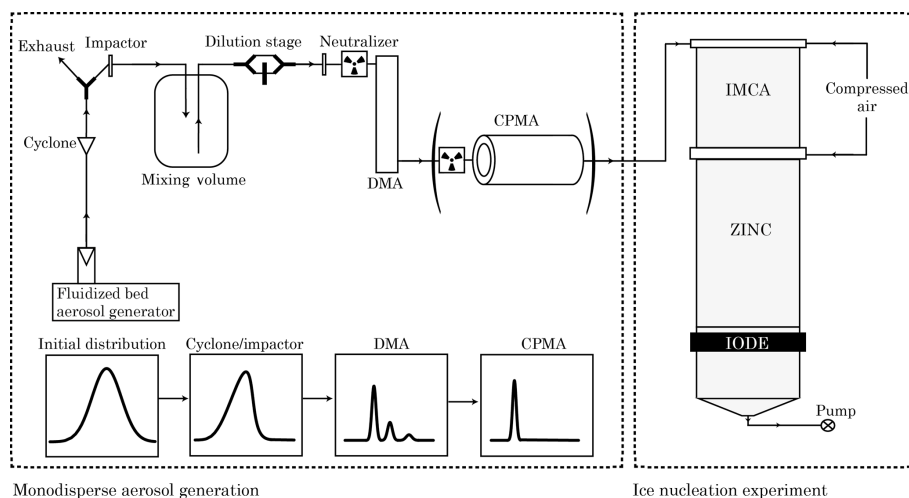 Exhaust
Impactor
Dilution stage
Neutralizer
Cyclone
Mixing volume
DMA
CPMA
Fluidized bed
aerosol generator
Initial distribution
Cyclone/impactor
DMA
CPMA
Monodisperse aerosol generation
IMCA
Compressed
air
ZINC
IODE
Pump
Ice nucleation experiment